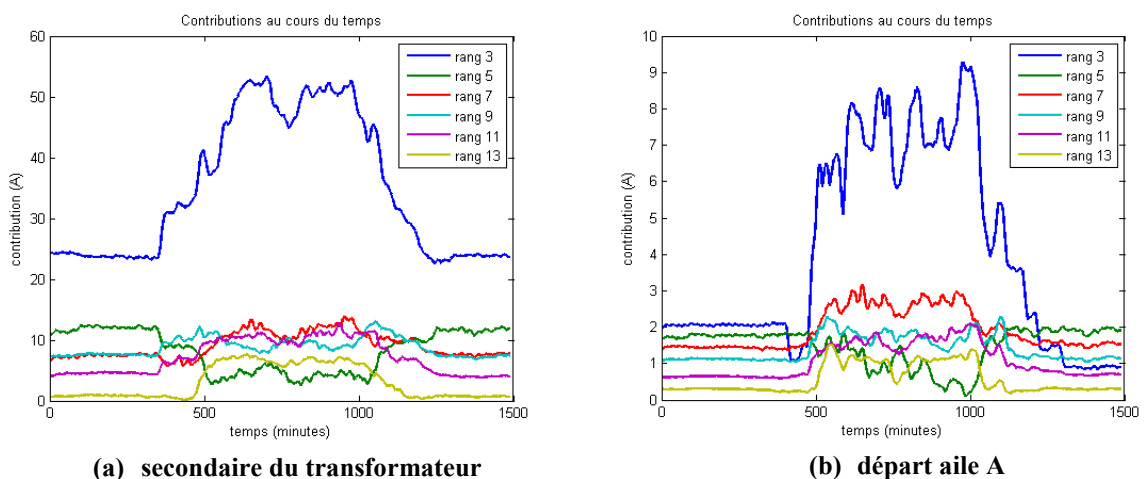 Contributions au cours du temps
60
50
40
30
20
10
0
contribution (A)
0
500
1000
1500
temps (minutes)
rang 3
rang 5
rang 7
rang 9
rang 11
rang 13
(a) secondaire du transformateur
Contributions au cours du temps
10
9
8
7
6
5
4
3
2
1
0
contribution (A)
0
500
1000
1500
temps (minutes)
rang 3
rang 5
rang 7
rang 9
rang 11
rang 13
(b) départ aile A